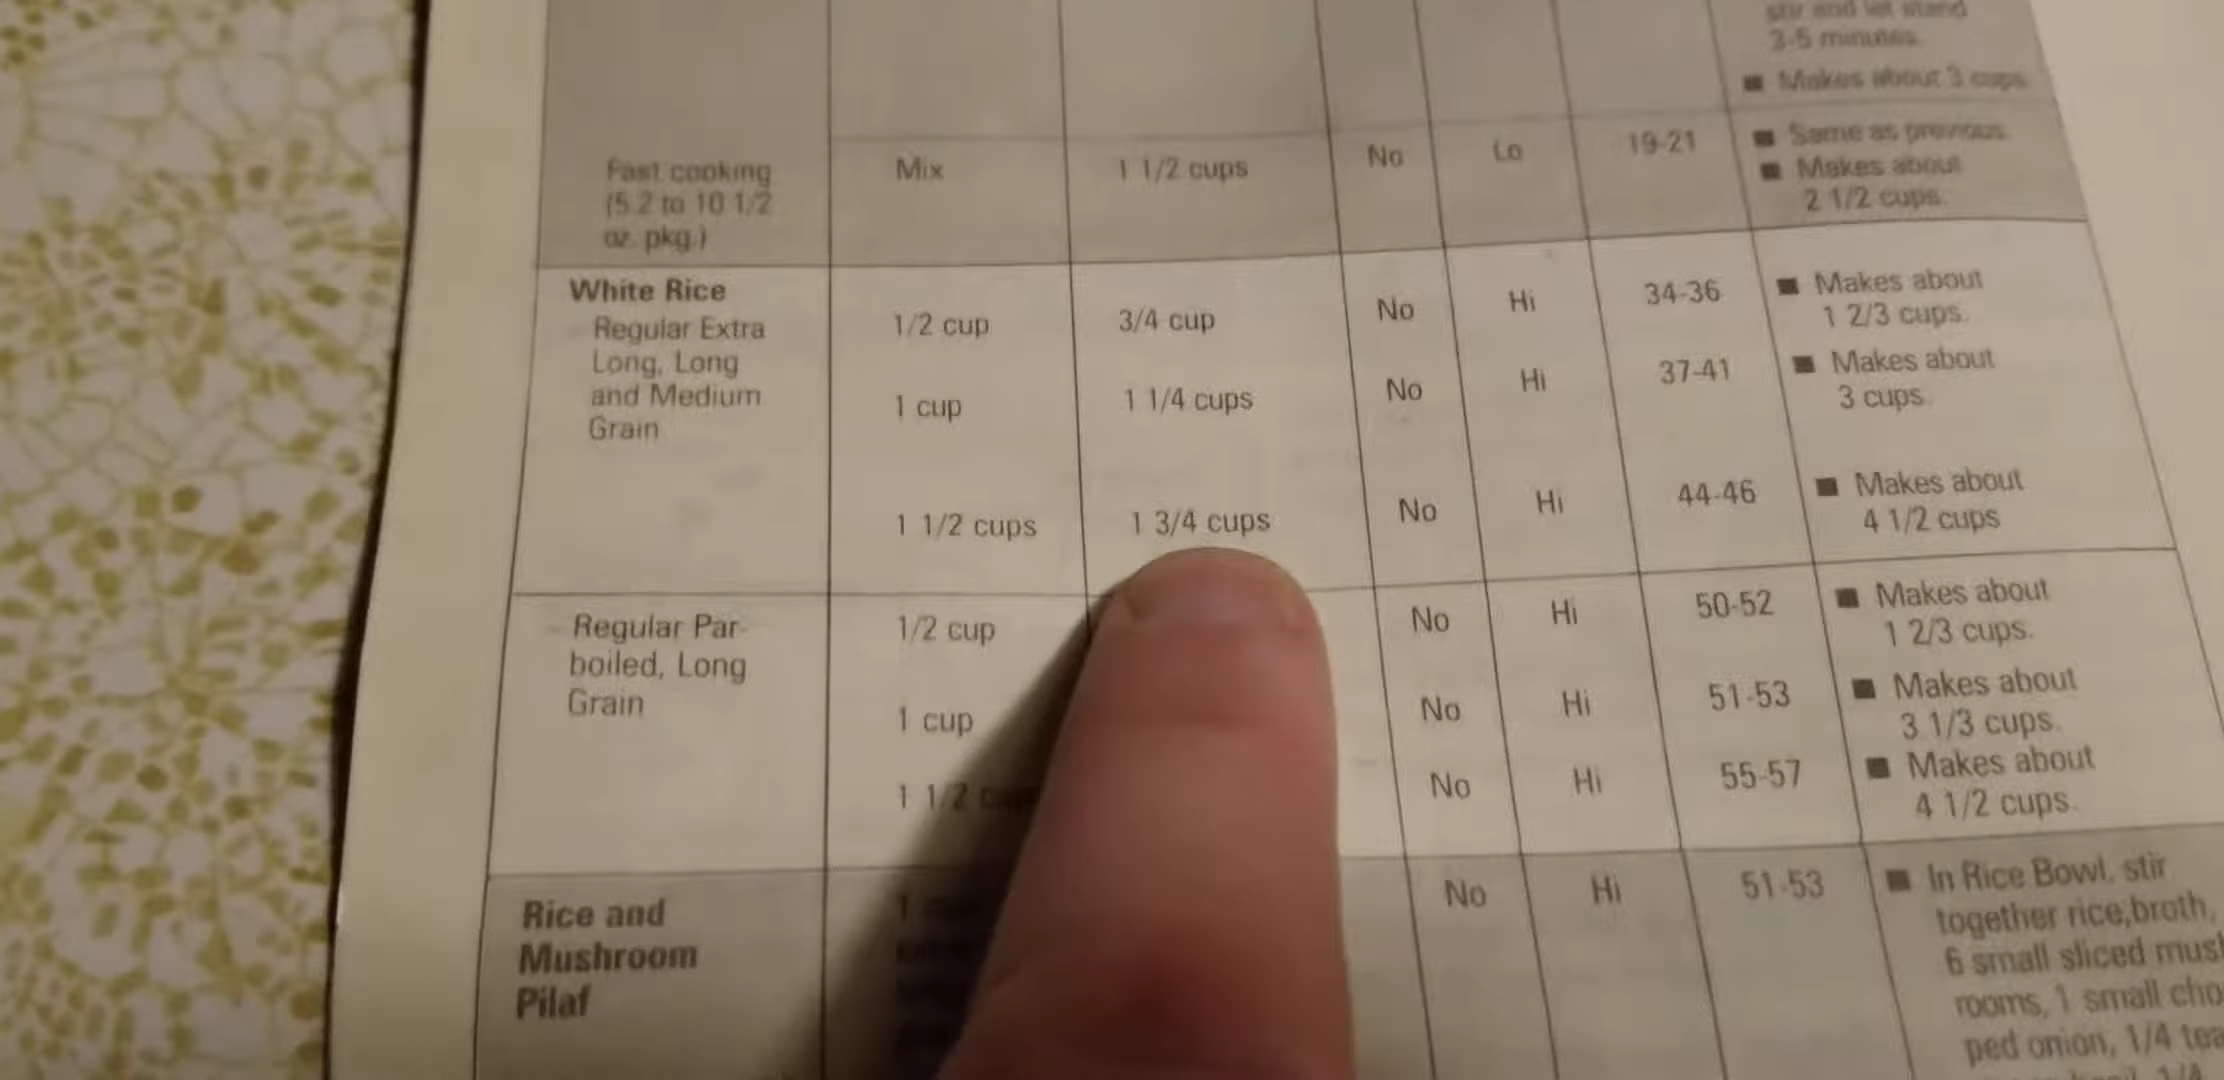 stir and let stand
3-5 minutes.
■ Makes about 3 cups.
Fast cooking
(5.2 to 10 1/2
oz. pkg.)
Mix
1 1/2 cups
No
Lo
19-21
■ Same as previous.
■ Makes about
2 1/2 cups.
White Rice
Regular Extra
Long, Long
and Medium
Grain
1/2 cup
3/4 cup
No
Hi
34-36
■ Makes about
1 2/3 cups.
1 cup
1 1/4 cups
No
Hi
37-41
■ Makes about
3 cups.
1 1/2 cups
1 3/4 cups
No
Hi
44-46
■ Makes about
4 1/2 cups
Regular Par-
boiled, Long
Grain
1/2 cup
No
Hi
50-52
■ Makes about
1 2/3 cups.
1 cup
No
Hi
51-53
■ Makes about
3 1/3 cups.
1 1/2
No
Hi
55-57
■ Makes about
4 1/2 cups.
Rice and
Mushroom
Pilaf
1
No
Hi
51-53
■ In Rice Bowl, stir
together rice,broth,
6 small sliced mush
rooms, 1 small cho
ped onion, 1/4 tea
1/4